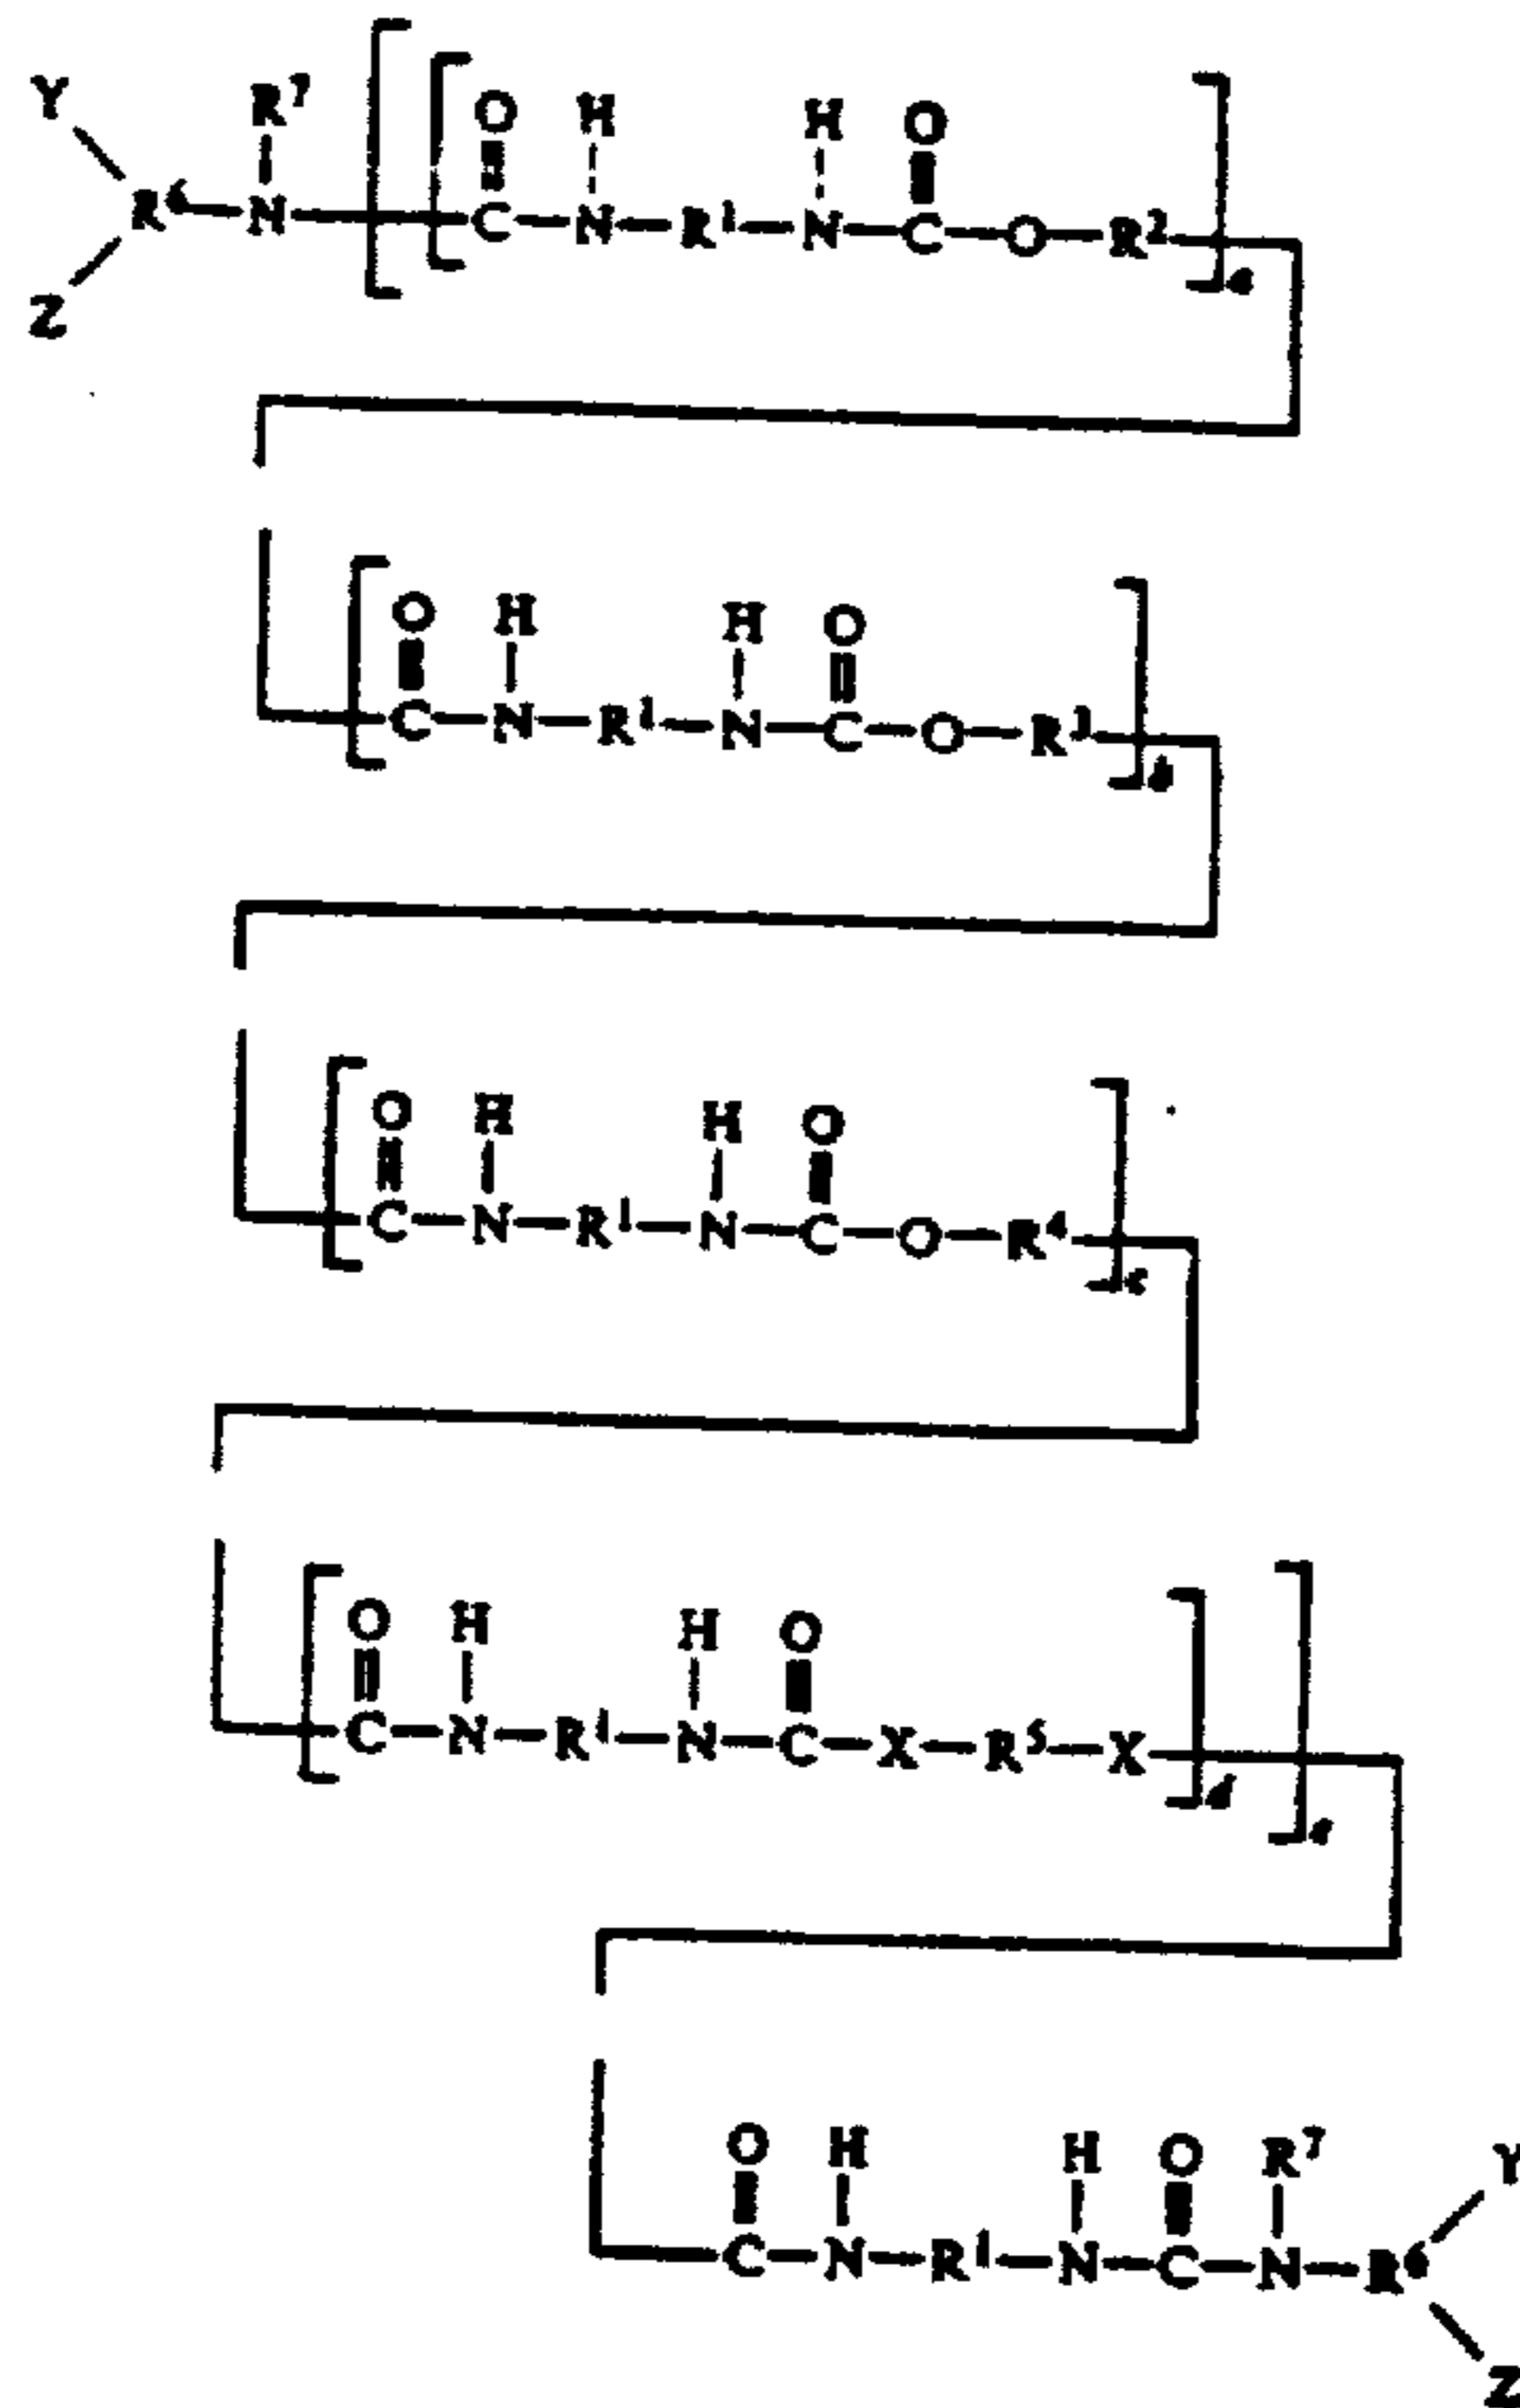 Y R⁷ O H H O
R⁶—N—C—N—R¹—N—C—O—R²
Z a
O H H O
C—N—R¹—N—C—O—R³
b
O H H O
C—N—R¹—N—C—O—R⁴
c
O H H O
C—N—R¹—N—C—X—R⁵—X
d
O H H O R⁷ Y
C—N—R¹—N—C—N—R⁶
Z